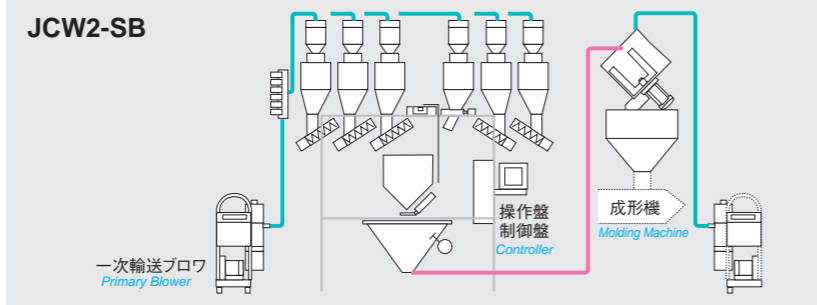 JCW2-SB
操作盤
制御盤
Controller
成形機
Molding Machine
一次輸送ブロワ
Primary Blower